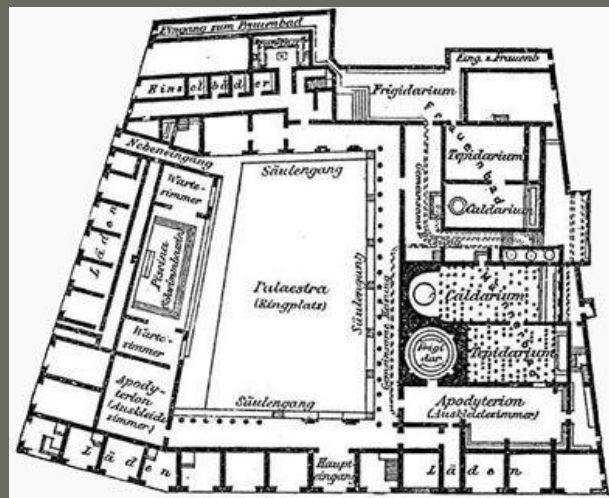 Eingang zum Frauenbad
Eing. z. Frauenb
Frigidarium
Einzelbäder
Frauenbad
Nebeneingang
Tepidarium
Säulengang
Warte-
zimmer
Caldarium
Läden
Piscina
Schwimmbassin
Palaestra
(Ringplatz)
Säulengang
Gemeinsame Heizung
Männerbad
Caldarium
Warte-
zimmer
Frigi
dar.
Tepidarium
Apody-
terion
(Auskleide
zimmer)
Säulengang
Apodyterion
(Auskleidezimmer)
Läden
Haupt-
eingang
Läden